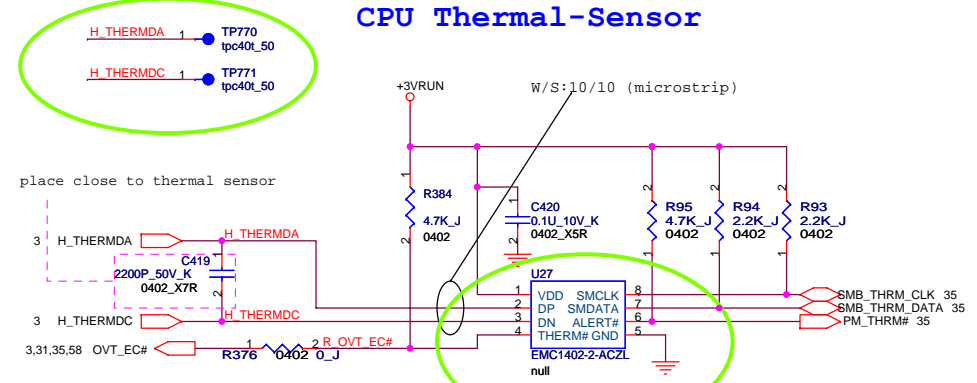 CPU Thermal-Sensor
H_THERMDA 1 TP770
tpc40t_50
H_THERMDC 1 TP771
tpc40t_50
+3VRUN
W/S:10/10 (microstrip)
place close to thermal sensor
1 R384 4.7K_J 0402 2
1 C420 0.1U_10V_K 0402_X5R 2
2 R95 4.7K_J 0402 1
2 R94 2.2K_J 0402 1
2 R93 2.2K_J 0402 1
3 H_THERMDA H_THERMDA
1 C419 2200P_50V_K 0402_X7R 2
3 H_THERMDC H_THERMDC
3,31,35,58 OVT_EC# 1 R376 0402 0_J 2 R_OVT_EC#
U27
1 VDD SMCLK 8
2 DP SMDATA 7
3 DN ALERT# 6
4 THERM# GND 5
EMC1402-2-ACZL
null
SMB_THRM_CLK 35
SMB_THRM_DATA 35
PM_THRM# 35